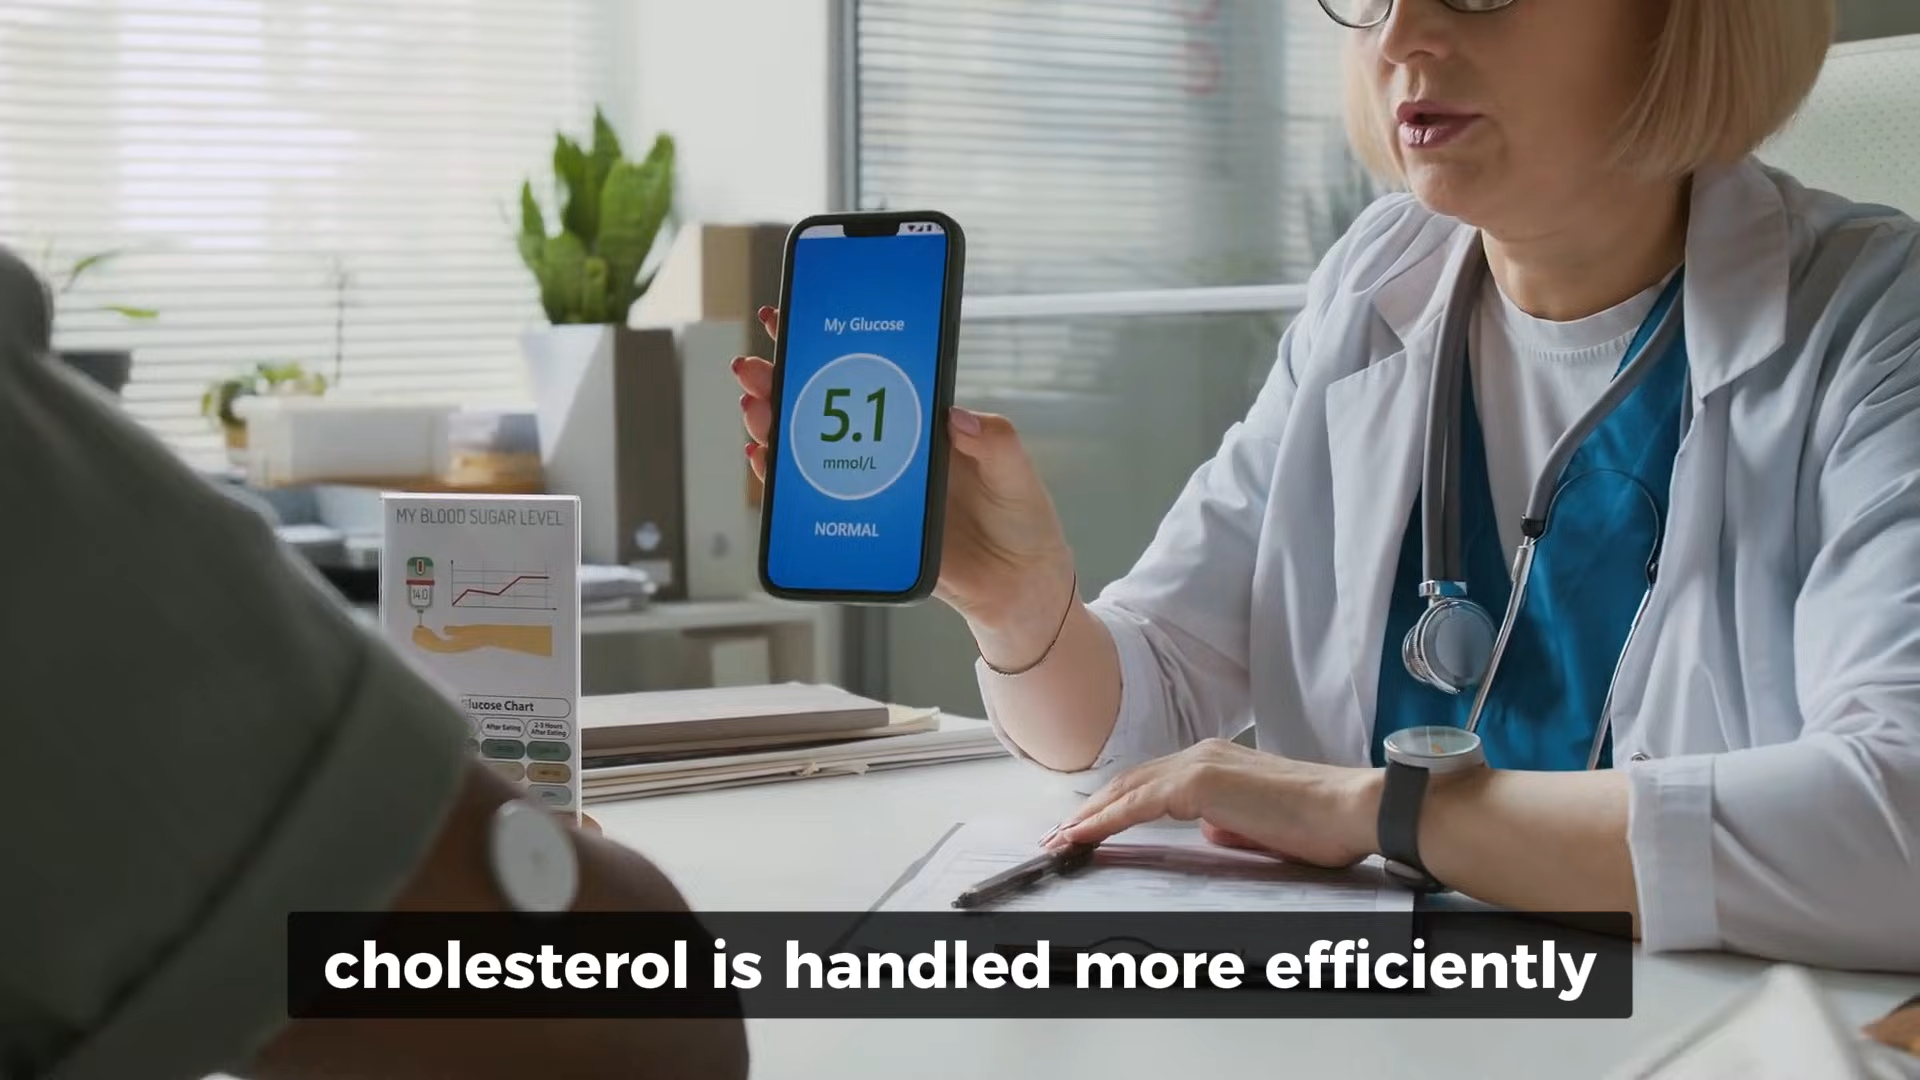 My Glucose
5.1
mmol/L
NORMAL
MY BLOOD SUGAR LEVEL
14.0
Glucose Chart
After Eating
2-3 Hours
After Eating
cholesterol is handled more efficiently